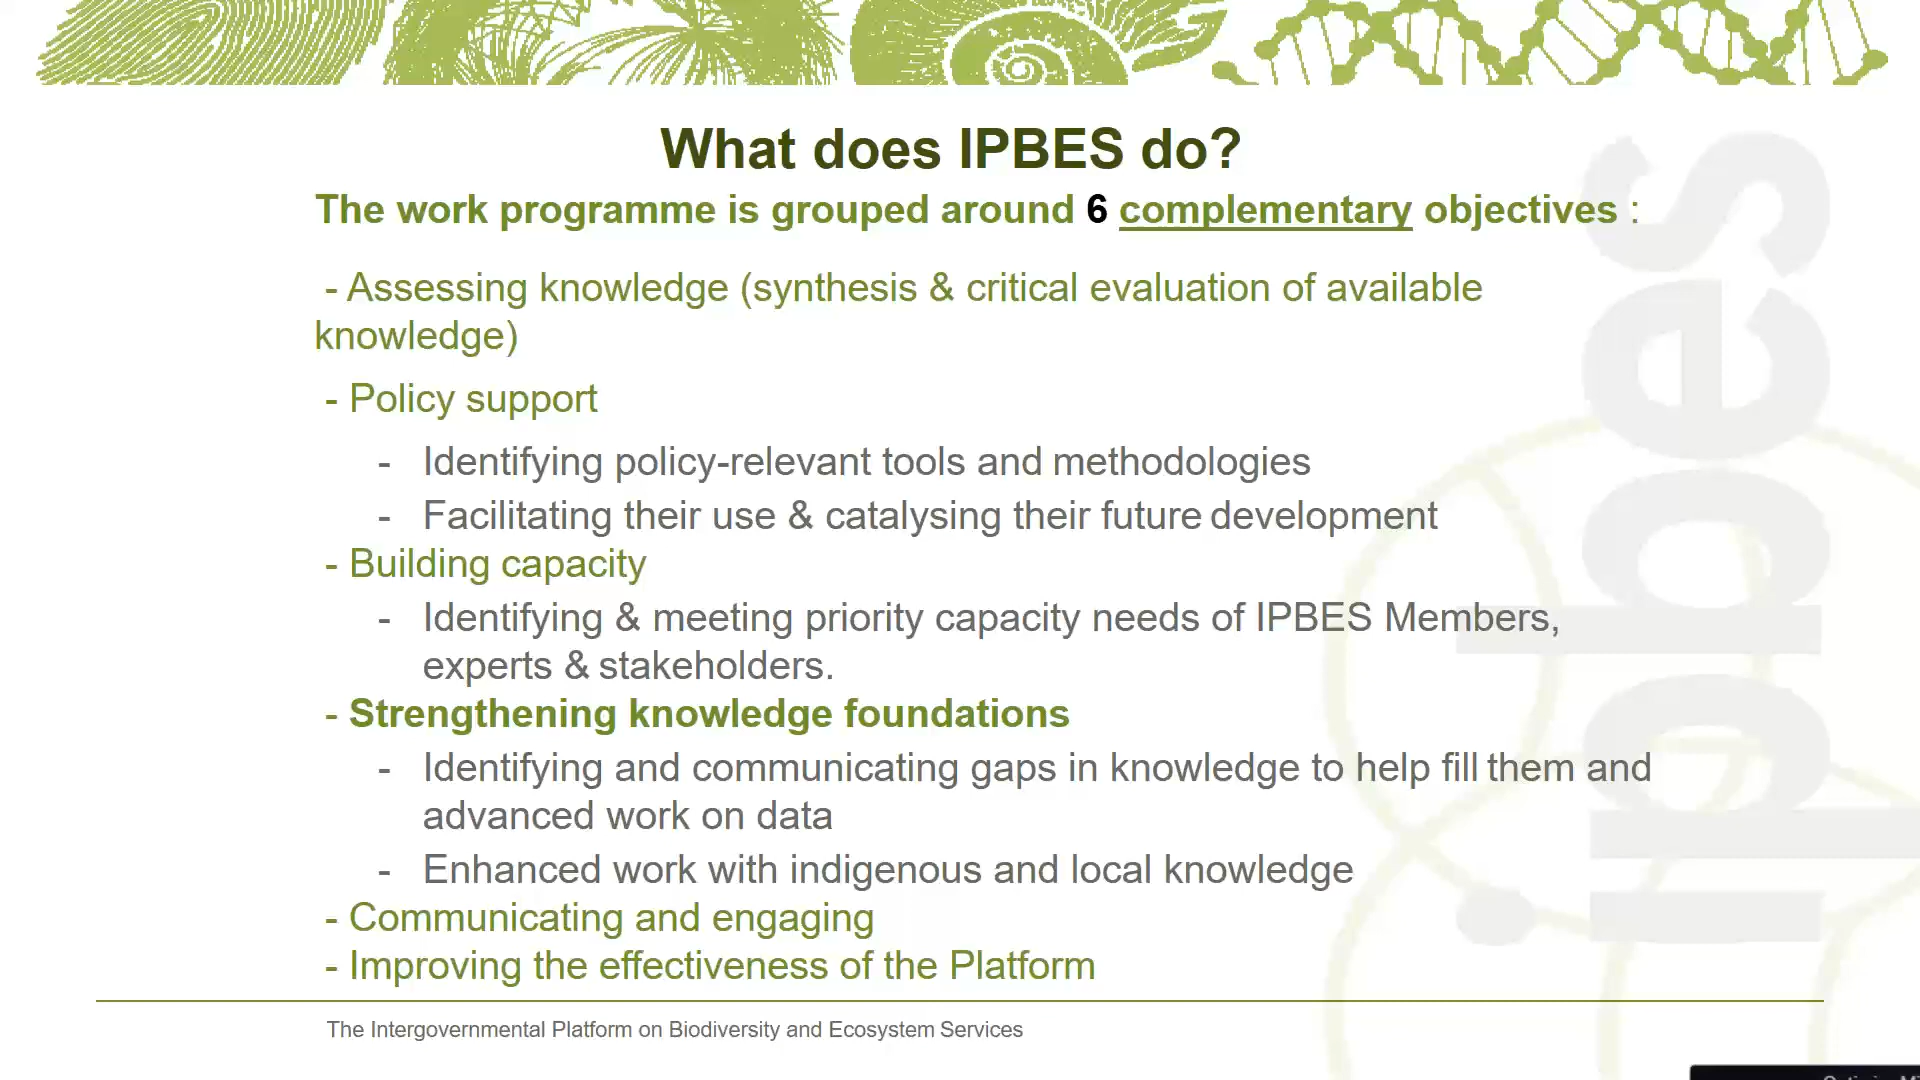 What does IPBES do?
The work programme is grouped around 6 complementary objectives :
- Assessing knowledge (synthesis & critical evaluation of available
knowledge)
- Policy support
- Identifying policy-relevant tools and methodologies
- Facilitating their use & catalysing their future development
- Building capacity
- Identifying & meeting priority capacity needs of IPBES Members,
experts & stakeholders.
- Strengthening knowledge foundations
- Identifying and communicating gaps in knowledge to help fill them and
advanced work on data
- Enhanced work with indigenous and local knowledge
- Communicating and engaging
- Improving the effectiveness of the Platform
The Intergovernmental Platform on Biodiversity and Ecosystem Services
ipbes